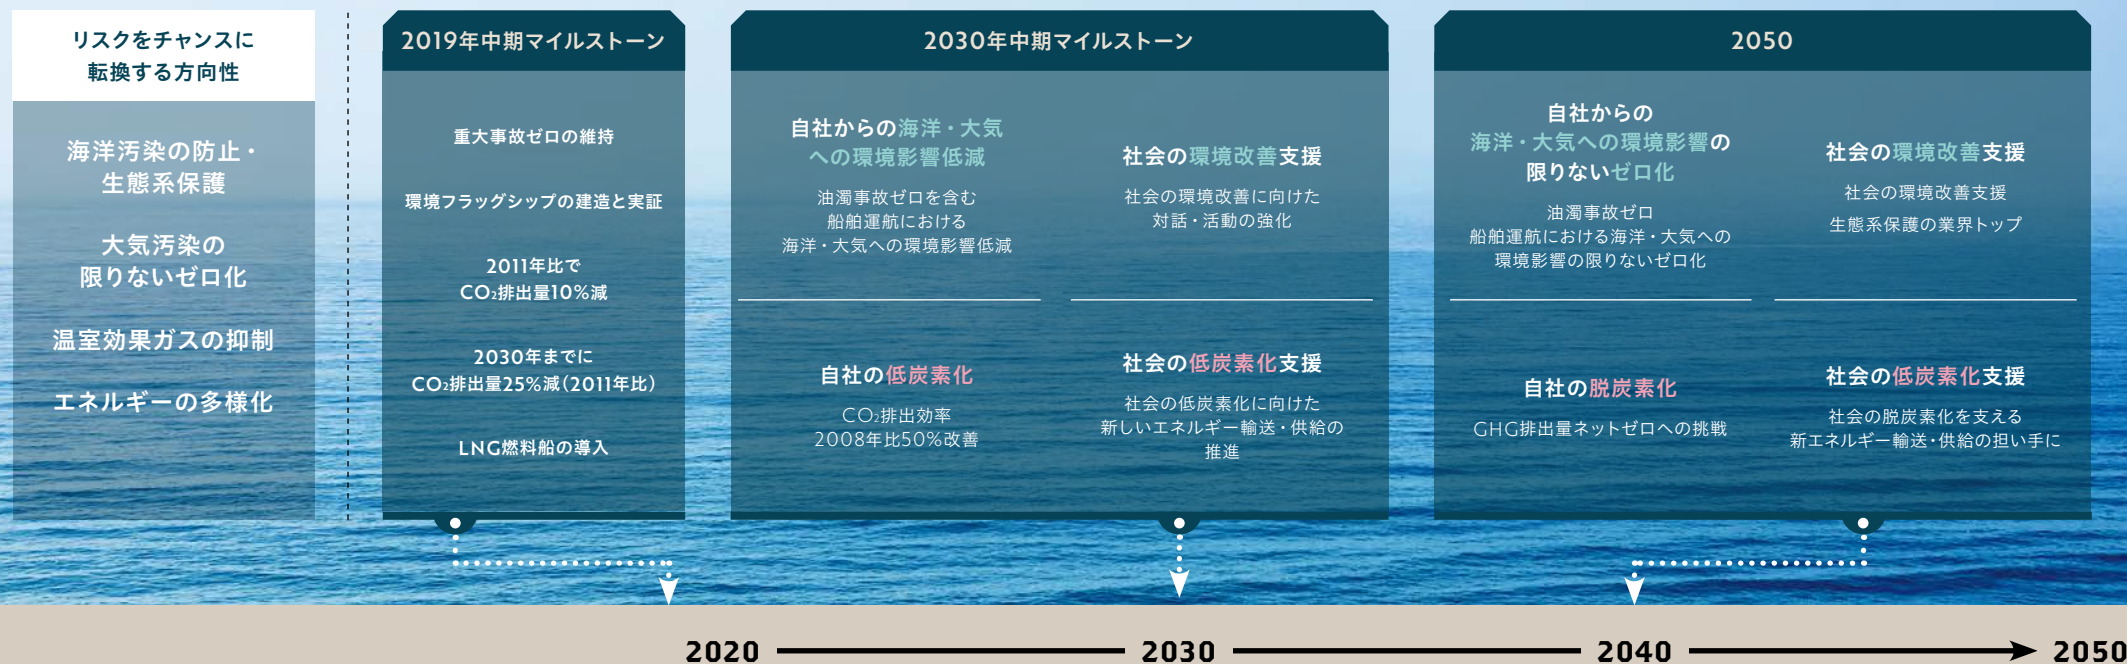 リスクをチャンスに
転換する方向性
海洋汚染の防止・
生態系保護
大気汚染の
限りないゼロ化
温室効果ガスの抑制
エネルギーの多様化
2019年中期マイルストーン
重大事故ゼロの維持
環境フラッグシップの建造と実証
2011年比で
CO₂排出量10%減
2030年までに
CO₂排出量25%減(2011年比)
LNG燃料船の導入
2030年中期マイルストーン
自社からの海洋・大気
への環境影響低減
油濁事故ゼロを含む
船舶運航における
海洋・大気への環境影響低減
社会の環境改善支援
社会の環境改善に向けた
対話・活動の強化
自社の低炭素化
CO₂排出効率
2008年比50%改善
社会の低炭素化支援
社会の低炭素化に向けた
新しいエネルギー輸送・供給の
推進
2050
自社からの
海洋・大気への環境影響の
限りないゼロ化
油濁事故ゼロ
船舶運航における海洋・大気への
環境影響の限りないゼロ化
社会の環境改善支援
社会の環境改善支援
生態系保護の業界トップ
自社の脱炭素化
GHG排出量ネットゼロへの挑戦
社会の低炭素化支援
社会の脱炭素化を支える
新エネルギー輸送・供給の担い手に
2020
2030
2040
2050